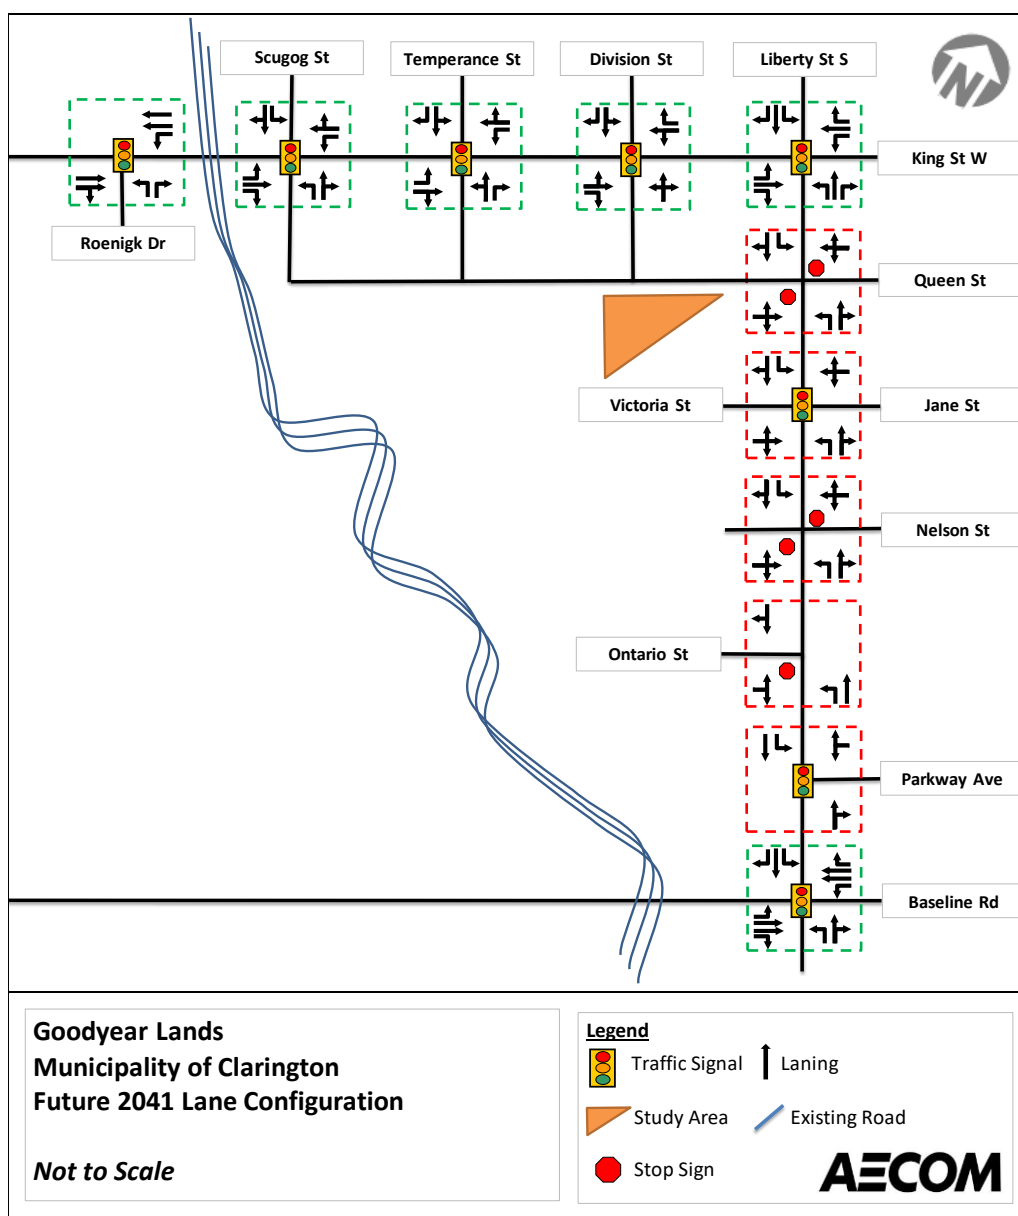 Scugog St
Temperance St
Division St
Liberty St S
N
King St W
Roenigk Dr
Queen St
Victoria St
Jane St
Nelson St
Ontario St
Parkway Ave
Baseline Rd
Goodyear Lands
Municipality of Clarington
Future 2041 Lane Configuration
Not to Scale
Legend
Traffic Signal
Laning
Study Area
Existing Road
Stop Sign
AECOM